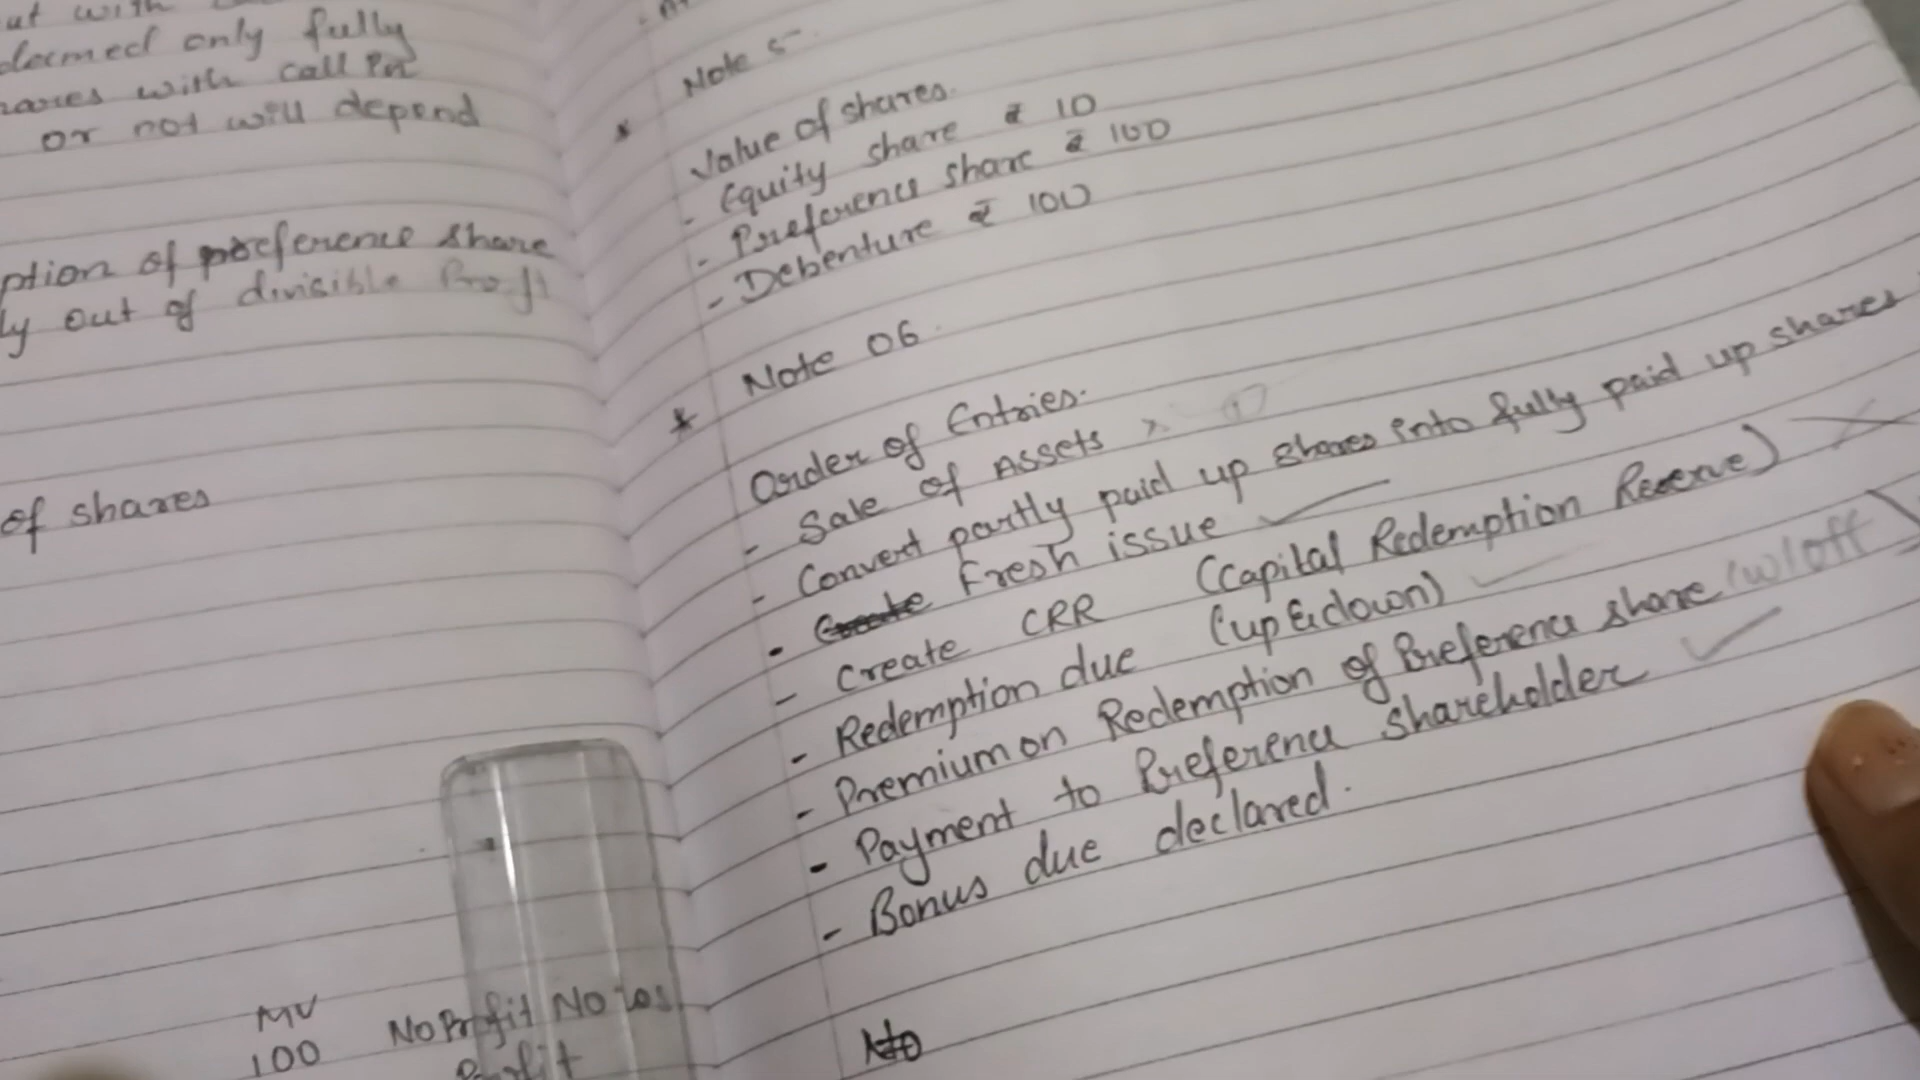 out with
deemed only fully
shares with call in
or not will depend
ption of preference share
ly out of divisible Profit
of shares
MV
100
No Profit No Los
Profit
Note 5
Value of shares.
- Equity share ₹ 10
- Preference share ₹ 100
- Debenture ₹ 100
* Note 06
Order of Entries.
- Sale of Assets
- Convert partly paid up shares into fully paid up shares
- Fresh issue
- Create CRR (Capital Redemption Reserve)
- Redemption due (up & down)
- Premium on Redemption of Preference share (w/off
- Payment to Preference Shareholder
- Bonus due declared.